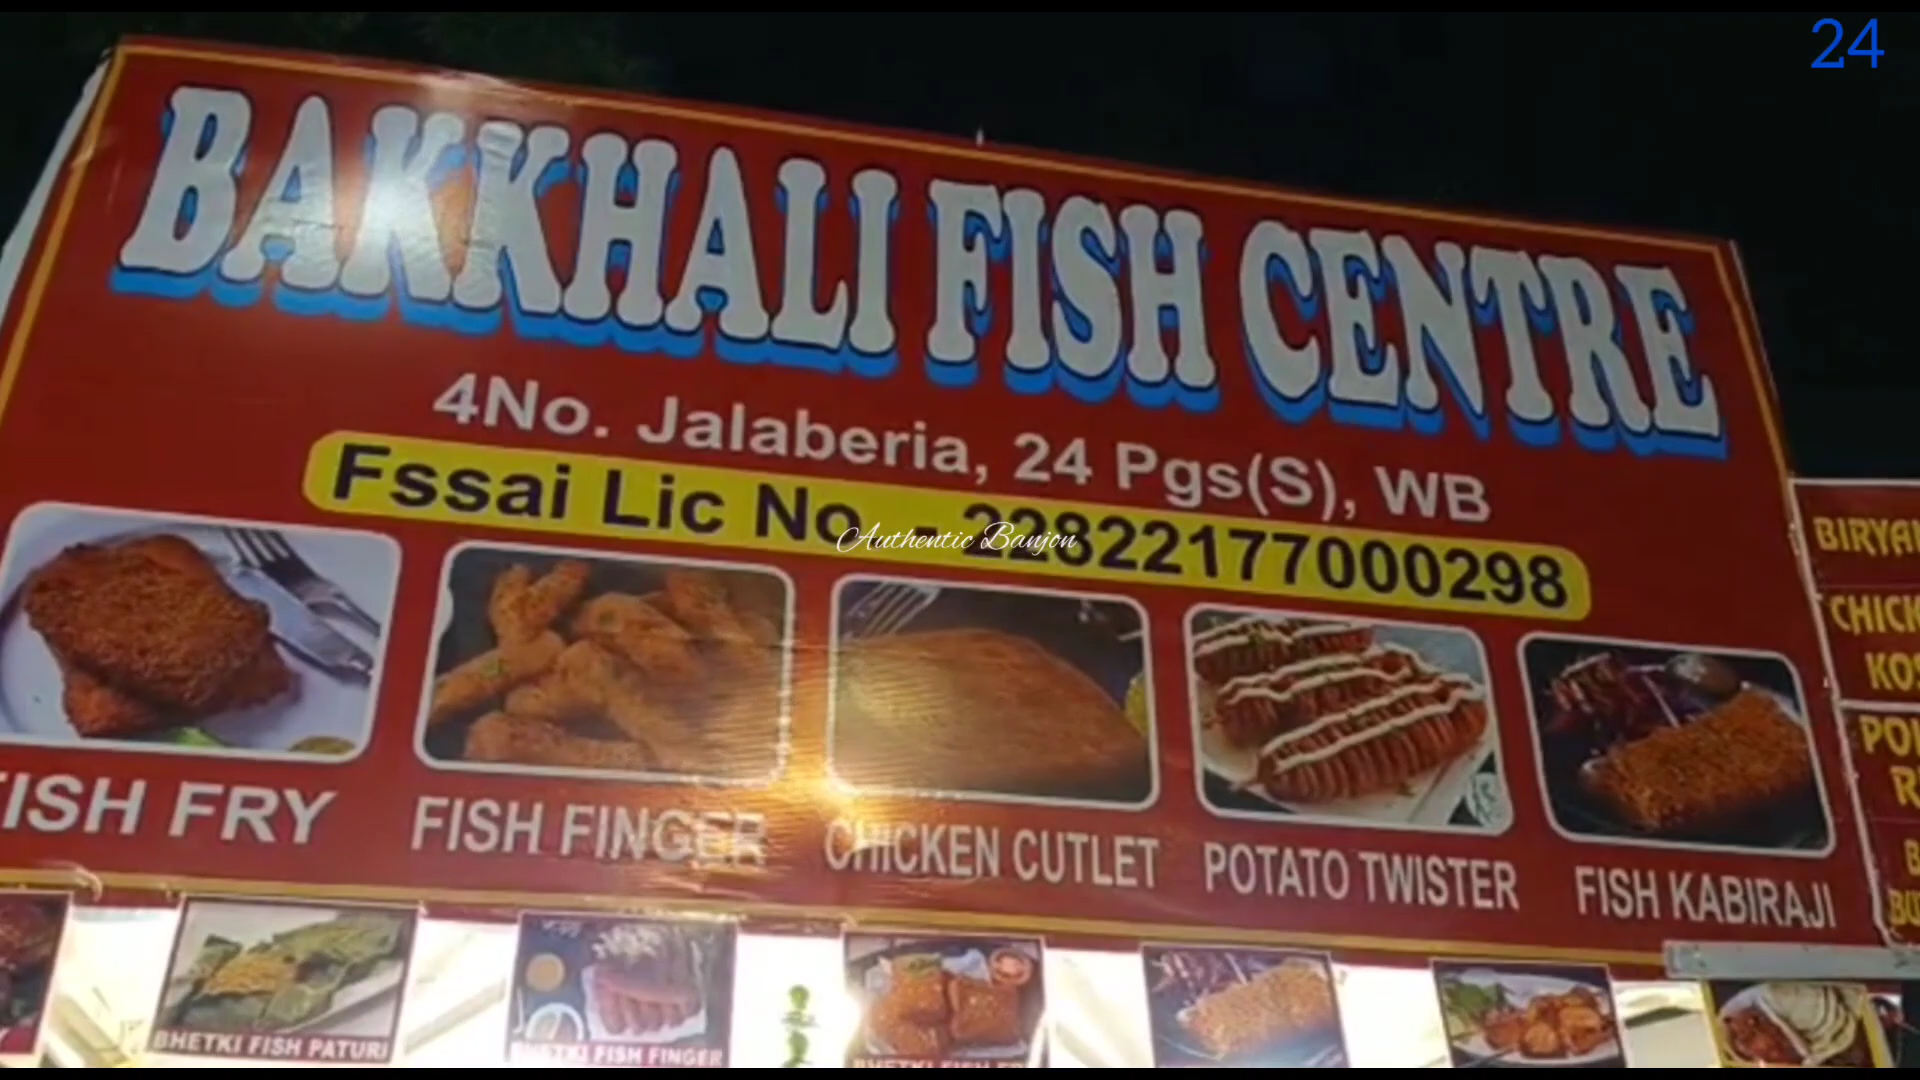 24
BAKKHALI FISH CENTRE
4No. Jalaberia, 24 Pgs(S), WB
Fssai Lic No. - 22822177000298
Authentic Banjon
FISH FRY
FISH FINGER
CHICKEN CUTLET
POTATO TWISTER
FISH KABIRAJI
BHETKI FISH PATURI
BHETKI FISH FINGER